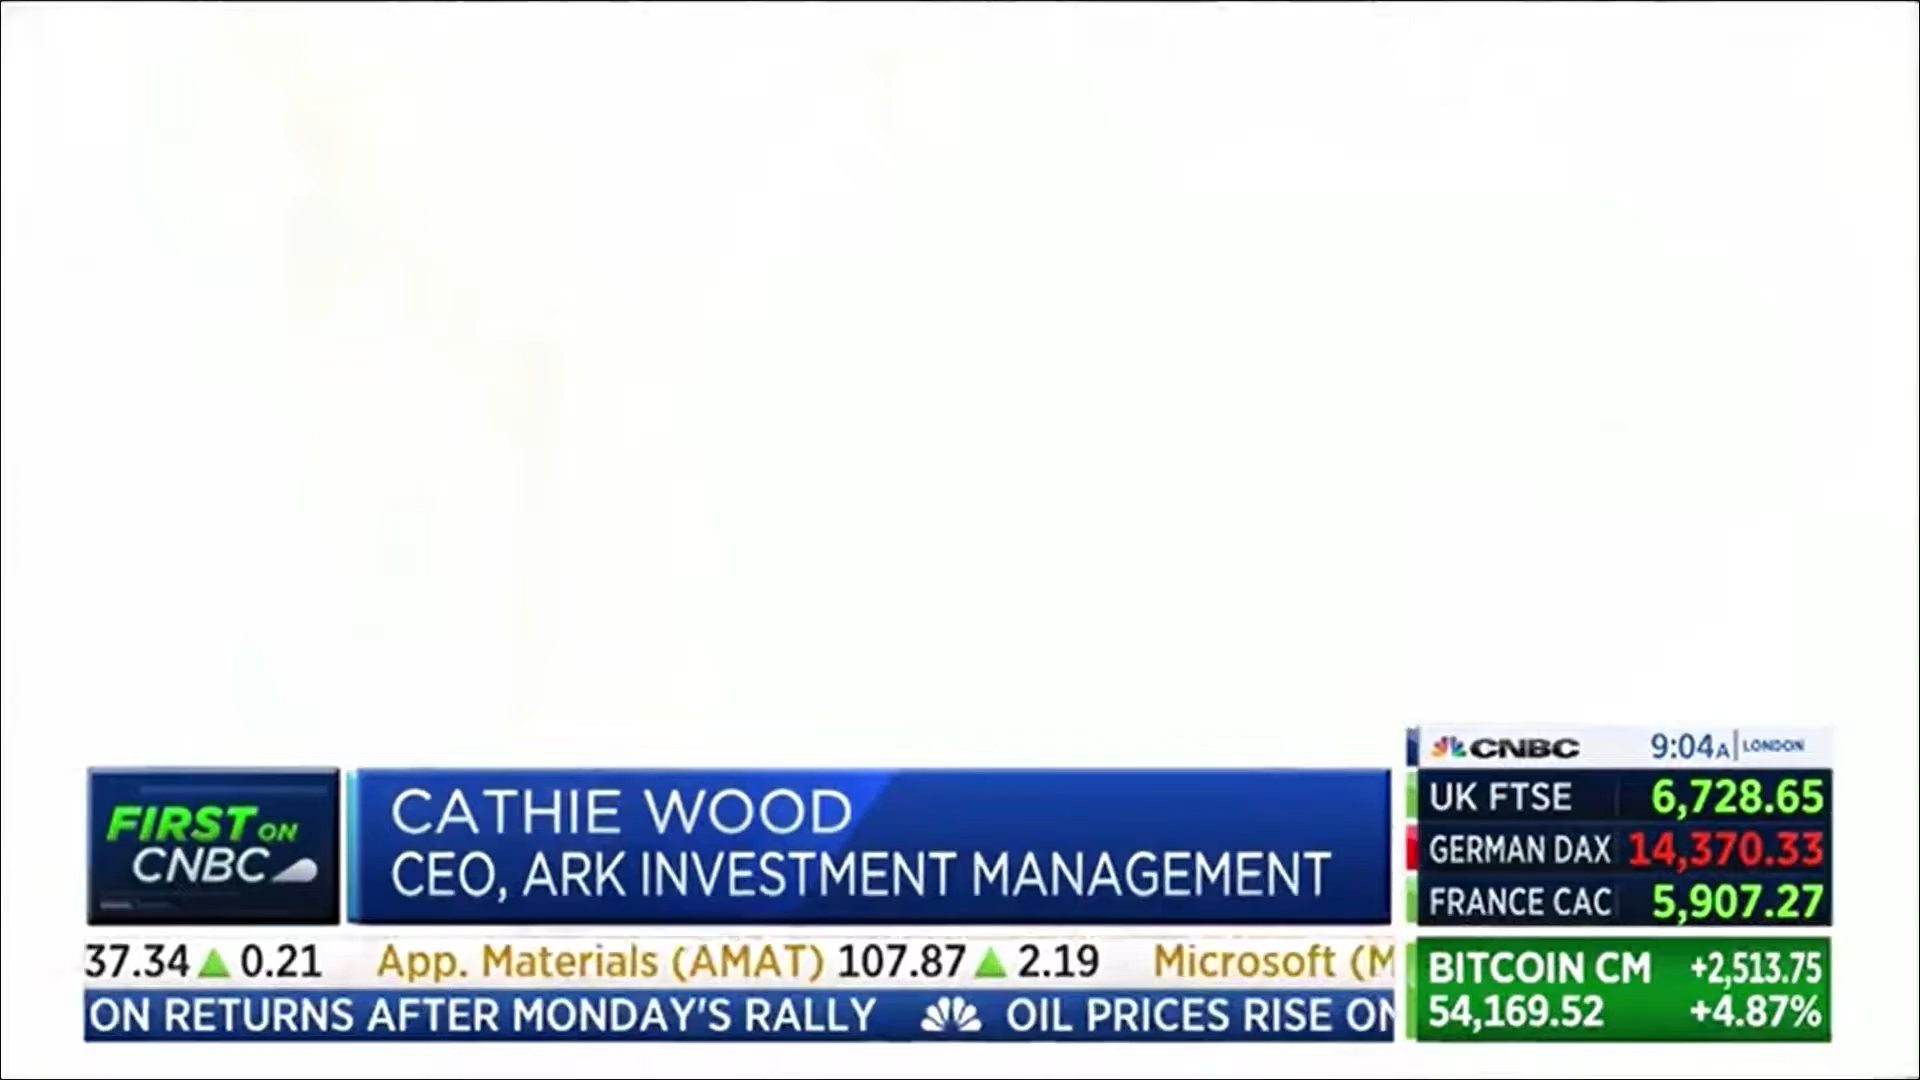 CNBC 9:04A LONDON
UK FTSE 6,728.65
GERMAN DAX 14,370.33
FRANCE CAC 5,907.27
BITCOIN CM +2,513.75
54,169.52 +4.87%
FIRST ON
CNBC
CATHIE WOOD
CEO, ARK INVESTMENT MANAGEMENT
37.34 ▲ 0.21 App. Materials (AMAT) 107.87 ▲ 2.19 Microsoft (M
ON RETURNS AFTER MONDAY'S RALLY OIL PRICES RISE ON